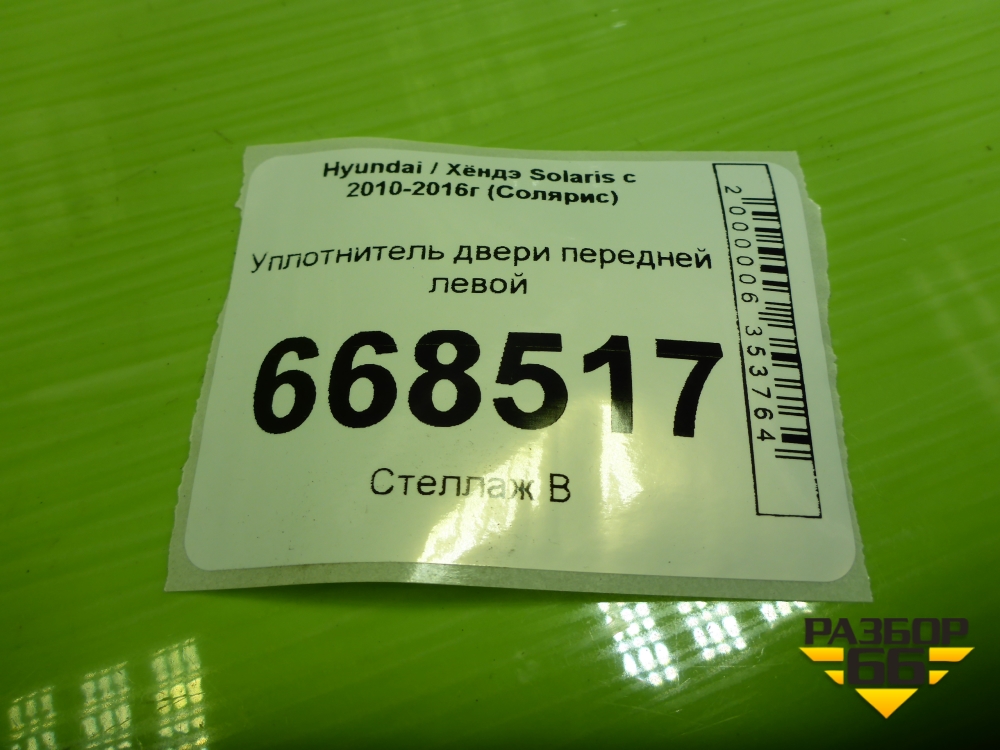 Hyundai / Хёндэ Solaris с
2010-2016г (Солярис)
Уплотнитель двери передней
левой
668517
Стеллаж В
2000006353764
РАЗБОР
66